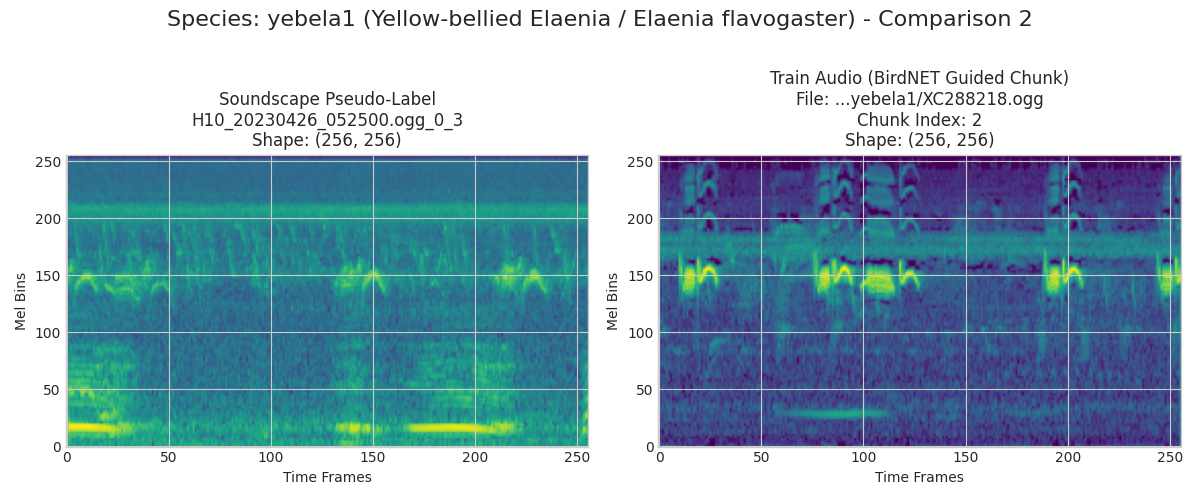 Species: yebela1 (Yellow-bellied Elaenia / Elaenia flavogaster) - Comparison 2
Soundscape Pseudo-Label
H10_20230426_052500.ogg_0_3
Shape: (256, 256)
250
200
150
100
50
0
Mel Bins
0 50 100 150 200 250
Time Frames
Train Audio (BirdNET Guided Chunk)
File: ...yebela1/XC288218.ogg
Chunk Index: 2
Shape: (256, 256)
250
200
150
100
50
0
Mel Bins
0 50 100 150 200 250
Time Frames